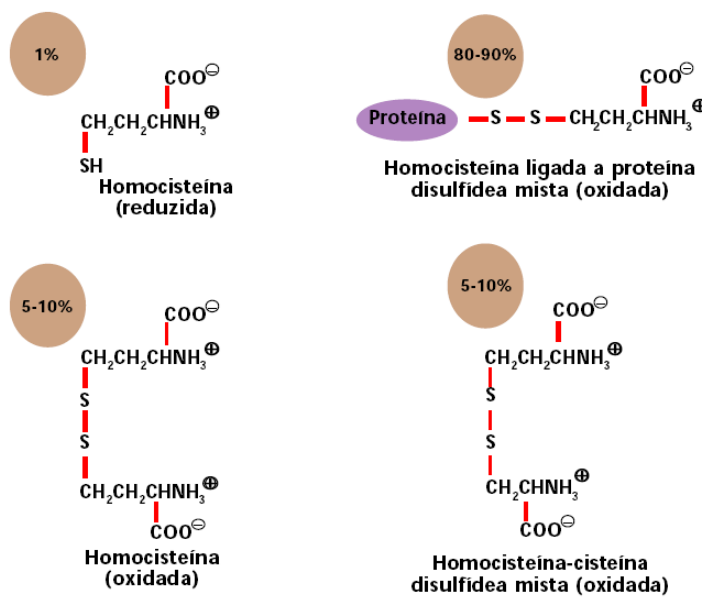 1%
COO⊖
CH₂CH₂CHNH₃⊕
SH
Homocisteína
(reduzida)
80-90%
COO⊖
Proteína S S CH₂CH₂CHNH₃⊕
Homocisteína ligada a proteína
disulfídea mista (oxidada)
5-10%
COO⊖
CH₂CH₂CHNH₃⊕
S
S
CH₂CH₂CHNH₃⊕
COO⊖
Homocisteína
(oxidada)
5-10%
COO⊖
CH₂CH₂CHNH₃⊕
S
S
CH₂CHNH₃⊕
COO⊖
Homocisteína-cisteína
disulfídea mista (oxidada)